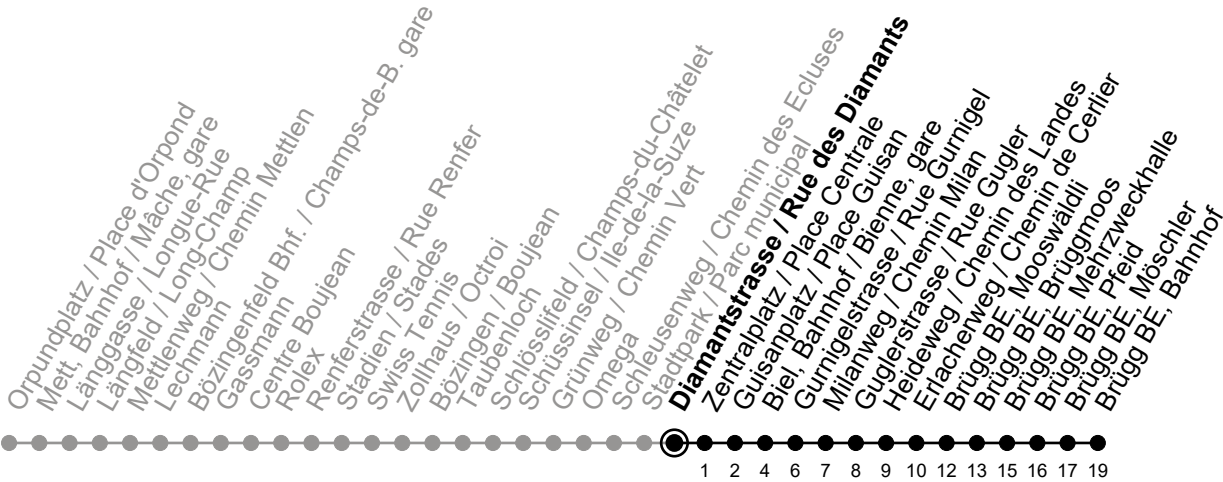 Orpundplatz / Place d'Orpond
Mett, Bahnhof / Mâche, gare
Länggasse / Longue-Rue
Längfeld / Long-Champ
Mettlenweg / Chemin Mettlen
Lechmann
Bözingenfeld Bhf. / Champs-de-B. gare
Gassmann
Centre Boujean
Rolex
Renferstrasse / Rue Renfer
Stadien / Stades
Swiss Tennis
Zollhaus / Octroi
Bözingen / Boujean
Taubenloch
Schlösslifeld / Champs-du-Châtelet
Schüssinsel / Ile-de-la-Suze
Grünweg / Chemin Vert
Omega
Schleusenweg / Chemin des Ecluses
Stadtpark / Parc municipal
Diamantstrasse / Rue des Diamants
Zentralplatz / Place Centrale
Guisanplatz / Place Guisan
Biel, Bahnhof / Bienne, gare
Gurnigelstrasse / Rue Gurnigel
Milanweg / Chemin Milan
Guglerstrasse / Rue Gugler
Heideweg / Chemin des Landes
Erlacherweg / Chemin de Cerlier
Brügg BE, Mooswäldli
Brügg BE, Brüggmoos
Brügg BE, Mehrzweckhalle
Brügg BE, Pfeid
Brügg BE, Möschler
Brügg BE, Bahnhof
1 2 4 6 7 8 9 10 12 13 15 16 17 19